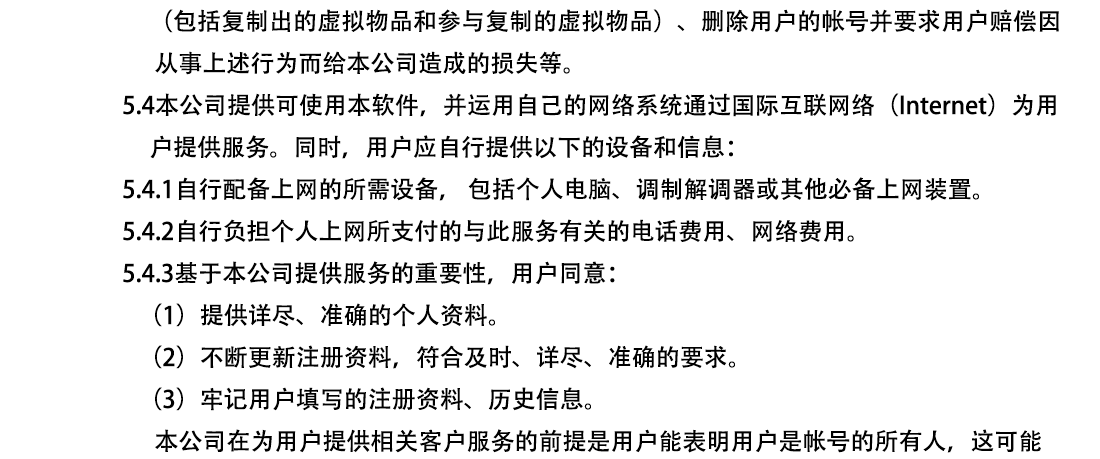 （包括复制出的虚拟物品和参与复制的虚拟物品）、删除用户的帐号并要求用户赔偿因
从事上述行为而给本公司造成的损失等。
5.4本公司提供可使用本软件，并运用自己的网络系统通过国际互联网络（Internet）为用
户提供服务。同时，用户应自行提供以下的设备和信息：
5.4.1自行配备上网的所需设备， 包括个人电脑、调制解调器或其他必备上网装置。
5.4.2自行负担个人上网所支付的与此服务有关的电话费用、网络费用。
5.4.3基于本公司提供服务的重要性，用户同意：
（1）提供详尽、准确的个人资料。
（2）不断更新注册资料，符合及时、详尽、准确的要求。
（3）牢记用户填写的注册资料、历史信息。
本公司在为用户提供相关客户服务的前提是用户能表明用户是帐号的所有人，这可能